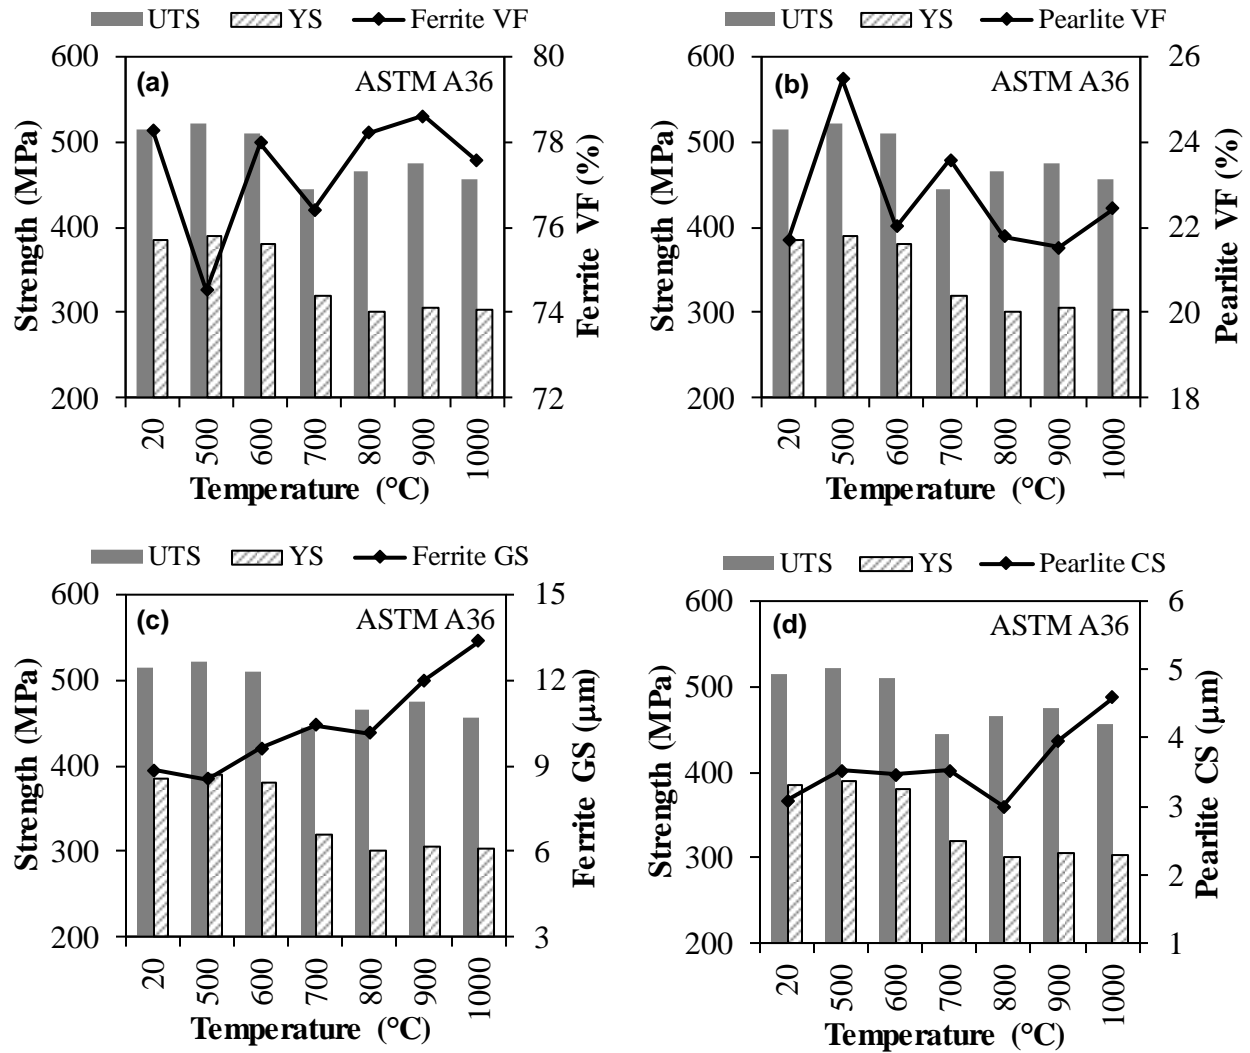 UTS YS Ferrite VF
600 80
(a) ASTM A36
500 78
400 76
300 74
200 72
Strength (MPa)
Ferrite VF (%)
20 500 600 700 800 900 1000
Temperature (°C)
UTS YS Pearlite VF
600 26
(b) ASTM A36
500 24
400 22
300 20
200 18
Strength (MPa)
Pearlite VF (%)
20 500 600 700 800 900 1000
Temperature (°C)
UTS YS Ferrite GS
600 15
(c) ASTM A36
500 12
400 9
300 6
200 3
Strength (MPa)
Ferrite GS (μm)
20 500 600 700 800 900 1000
Temperature (°C)
UTS YS Pearlite CS
600 6
(d) ASTM A36
5
500
4
400
3
300
2
200 1
Strength (MPa)
Pearlite CS (μm)
20 500 600 700 800 900 1000
Temperature (°C)